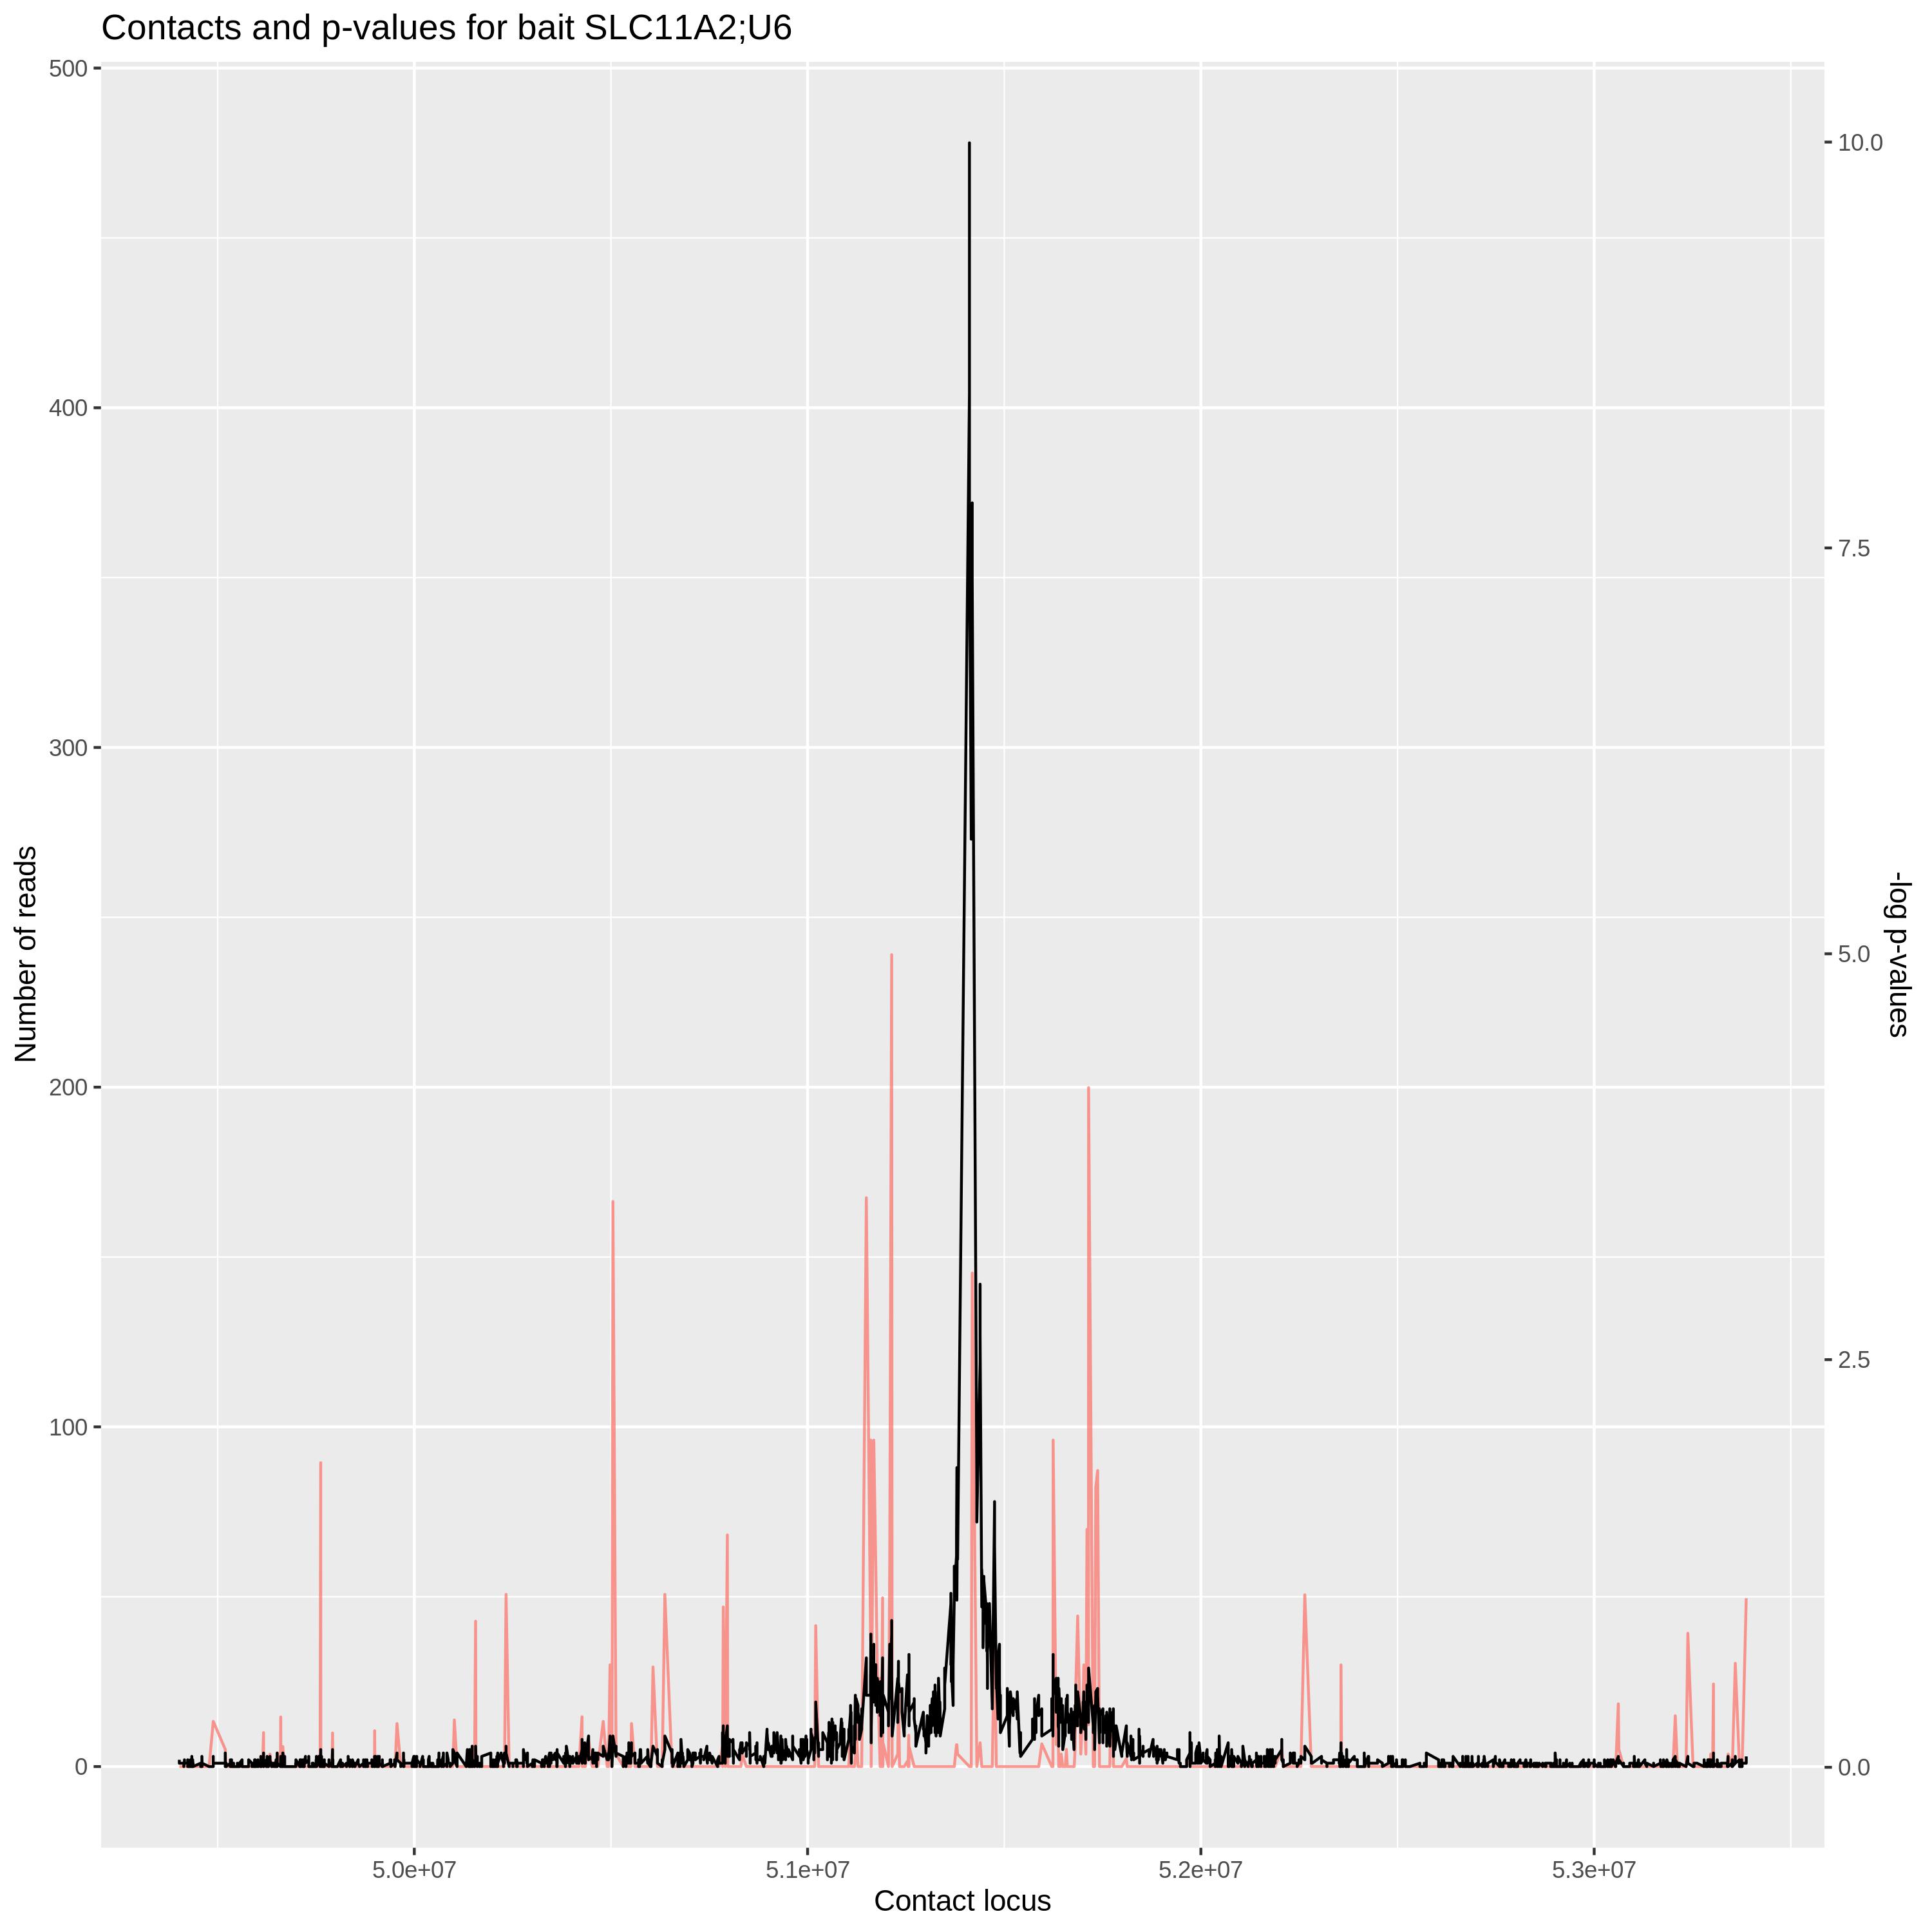 Contacts and p-values for bait SLC11A2;U6
500
400
300
200
100
0
Number of reads
10.0
7.5
5.0
2.5
0.0
-log p-values
5.0e+07
5.1e+07
5.2e+07
5.3e+07
Contact locus